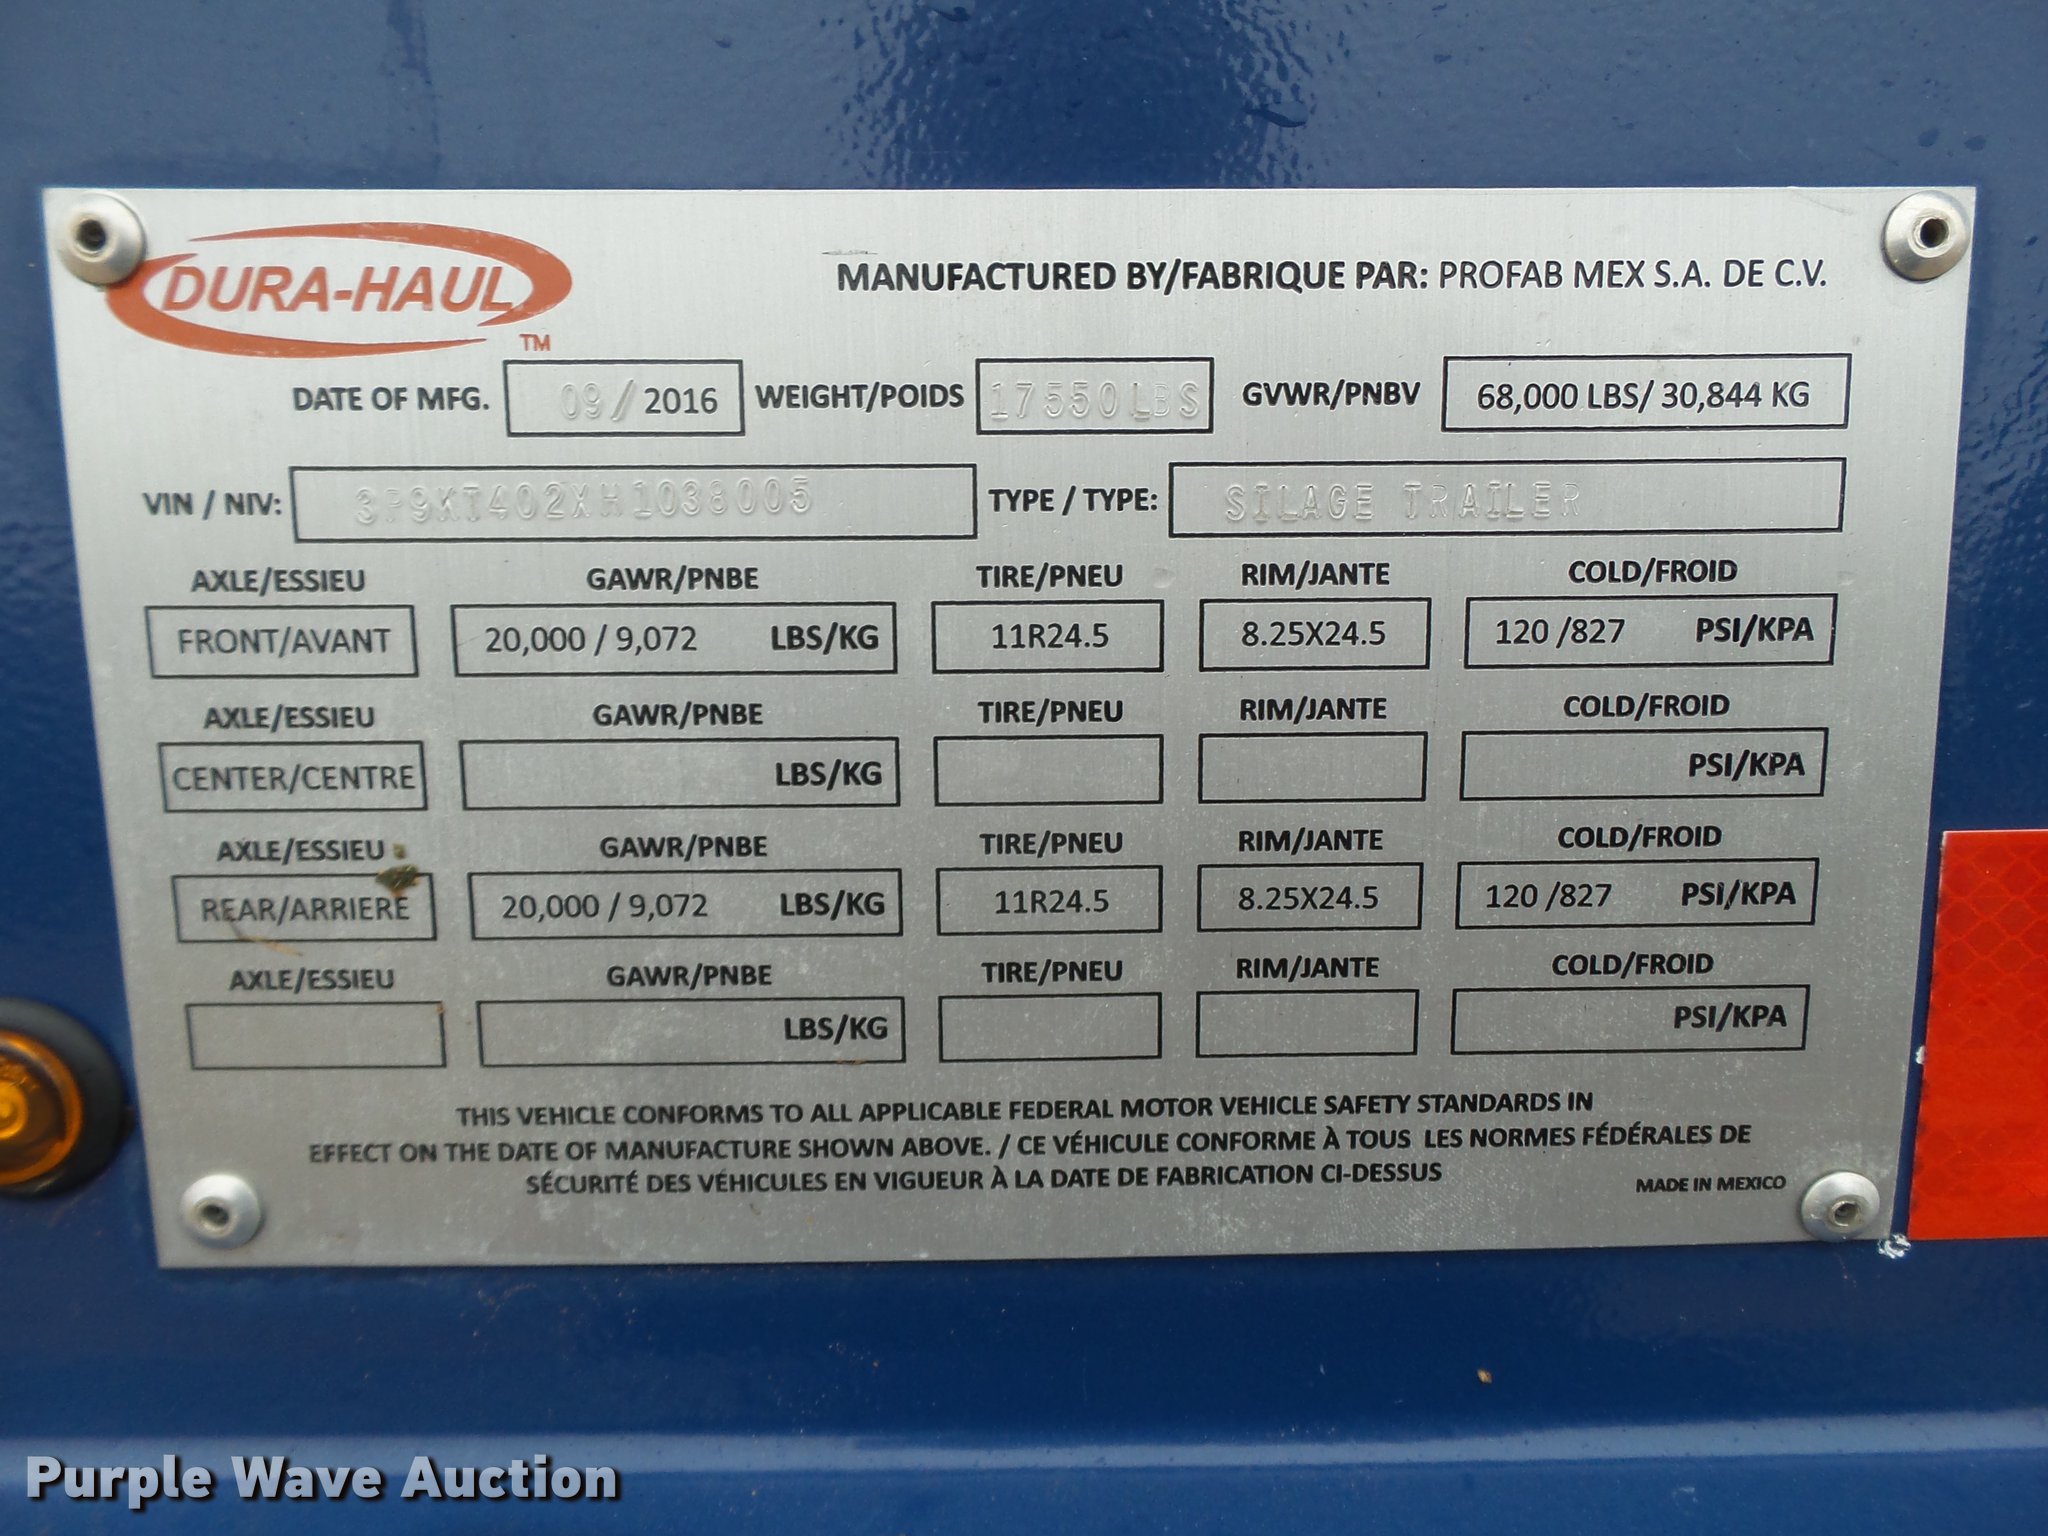 DURA-HAUL
TM
MANUFACTURED BY/FABRIQUE PAR: PROFAB MEX S.A. DE C.V.
DATE OF MFG. 09/ 2016 WEIGHT/POIDS 17550LBS GVWR/PNBV 68,000 LBS/ 30,844 KG
VIN / NIV: 3P9KT402XH1038005 TYPE / TYPE: SILAGE TRAILER
AXLE/ESSIEU GAWR/PNBE TIRE/PNEU RIM/JANTE COLD/FROID
FRONT/AVANT 20,000 / 9,072 LBS/KG 11R24.5 8.25X24.5 120 /827 PSI/KPA
AXLE/ESSIEU GAWR/PNBE TIRE/PNEU RIM/JANTE COLD/FROID
CENTER/CENTRE LBS/KG PSI/KPA
AXLE/ESSIEU GAWR/PNBE TIRE/PNEU RIM/JANTE COLD/FROID
REAR/ARRIERE 20,000 / 9,072 LBS/KG 11R24.5 8.25X24.5 120 /827 PSI/KPA
AXLE/ESSIEU GAWR/PNBE TIRE/PNEU RIM/JANTE COLD/FROID
LBS/KG PSI/KPA
THIS VEHICLE CONFORMS TO ALL APPLICABLE FEDERAL MOTOR VEHICLE SAFETY STANDARDS IN
EFFECT ON THE DATE OF MANUFACTURE SHOWN ABOVE. / CE VÉHICULE CONFORME À TOUS LES NORMES FÉDÉRALES DE
SÉCURITÉ DES VÉHICULES EN VIGUEUR À LA DATE DE FABRICATION CI-DESSUS
MADE IN MEXICO
Purple Wave Auction